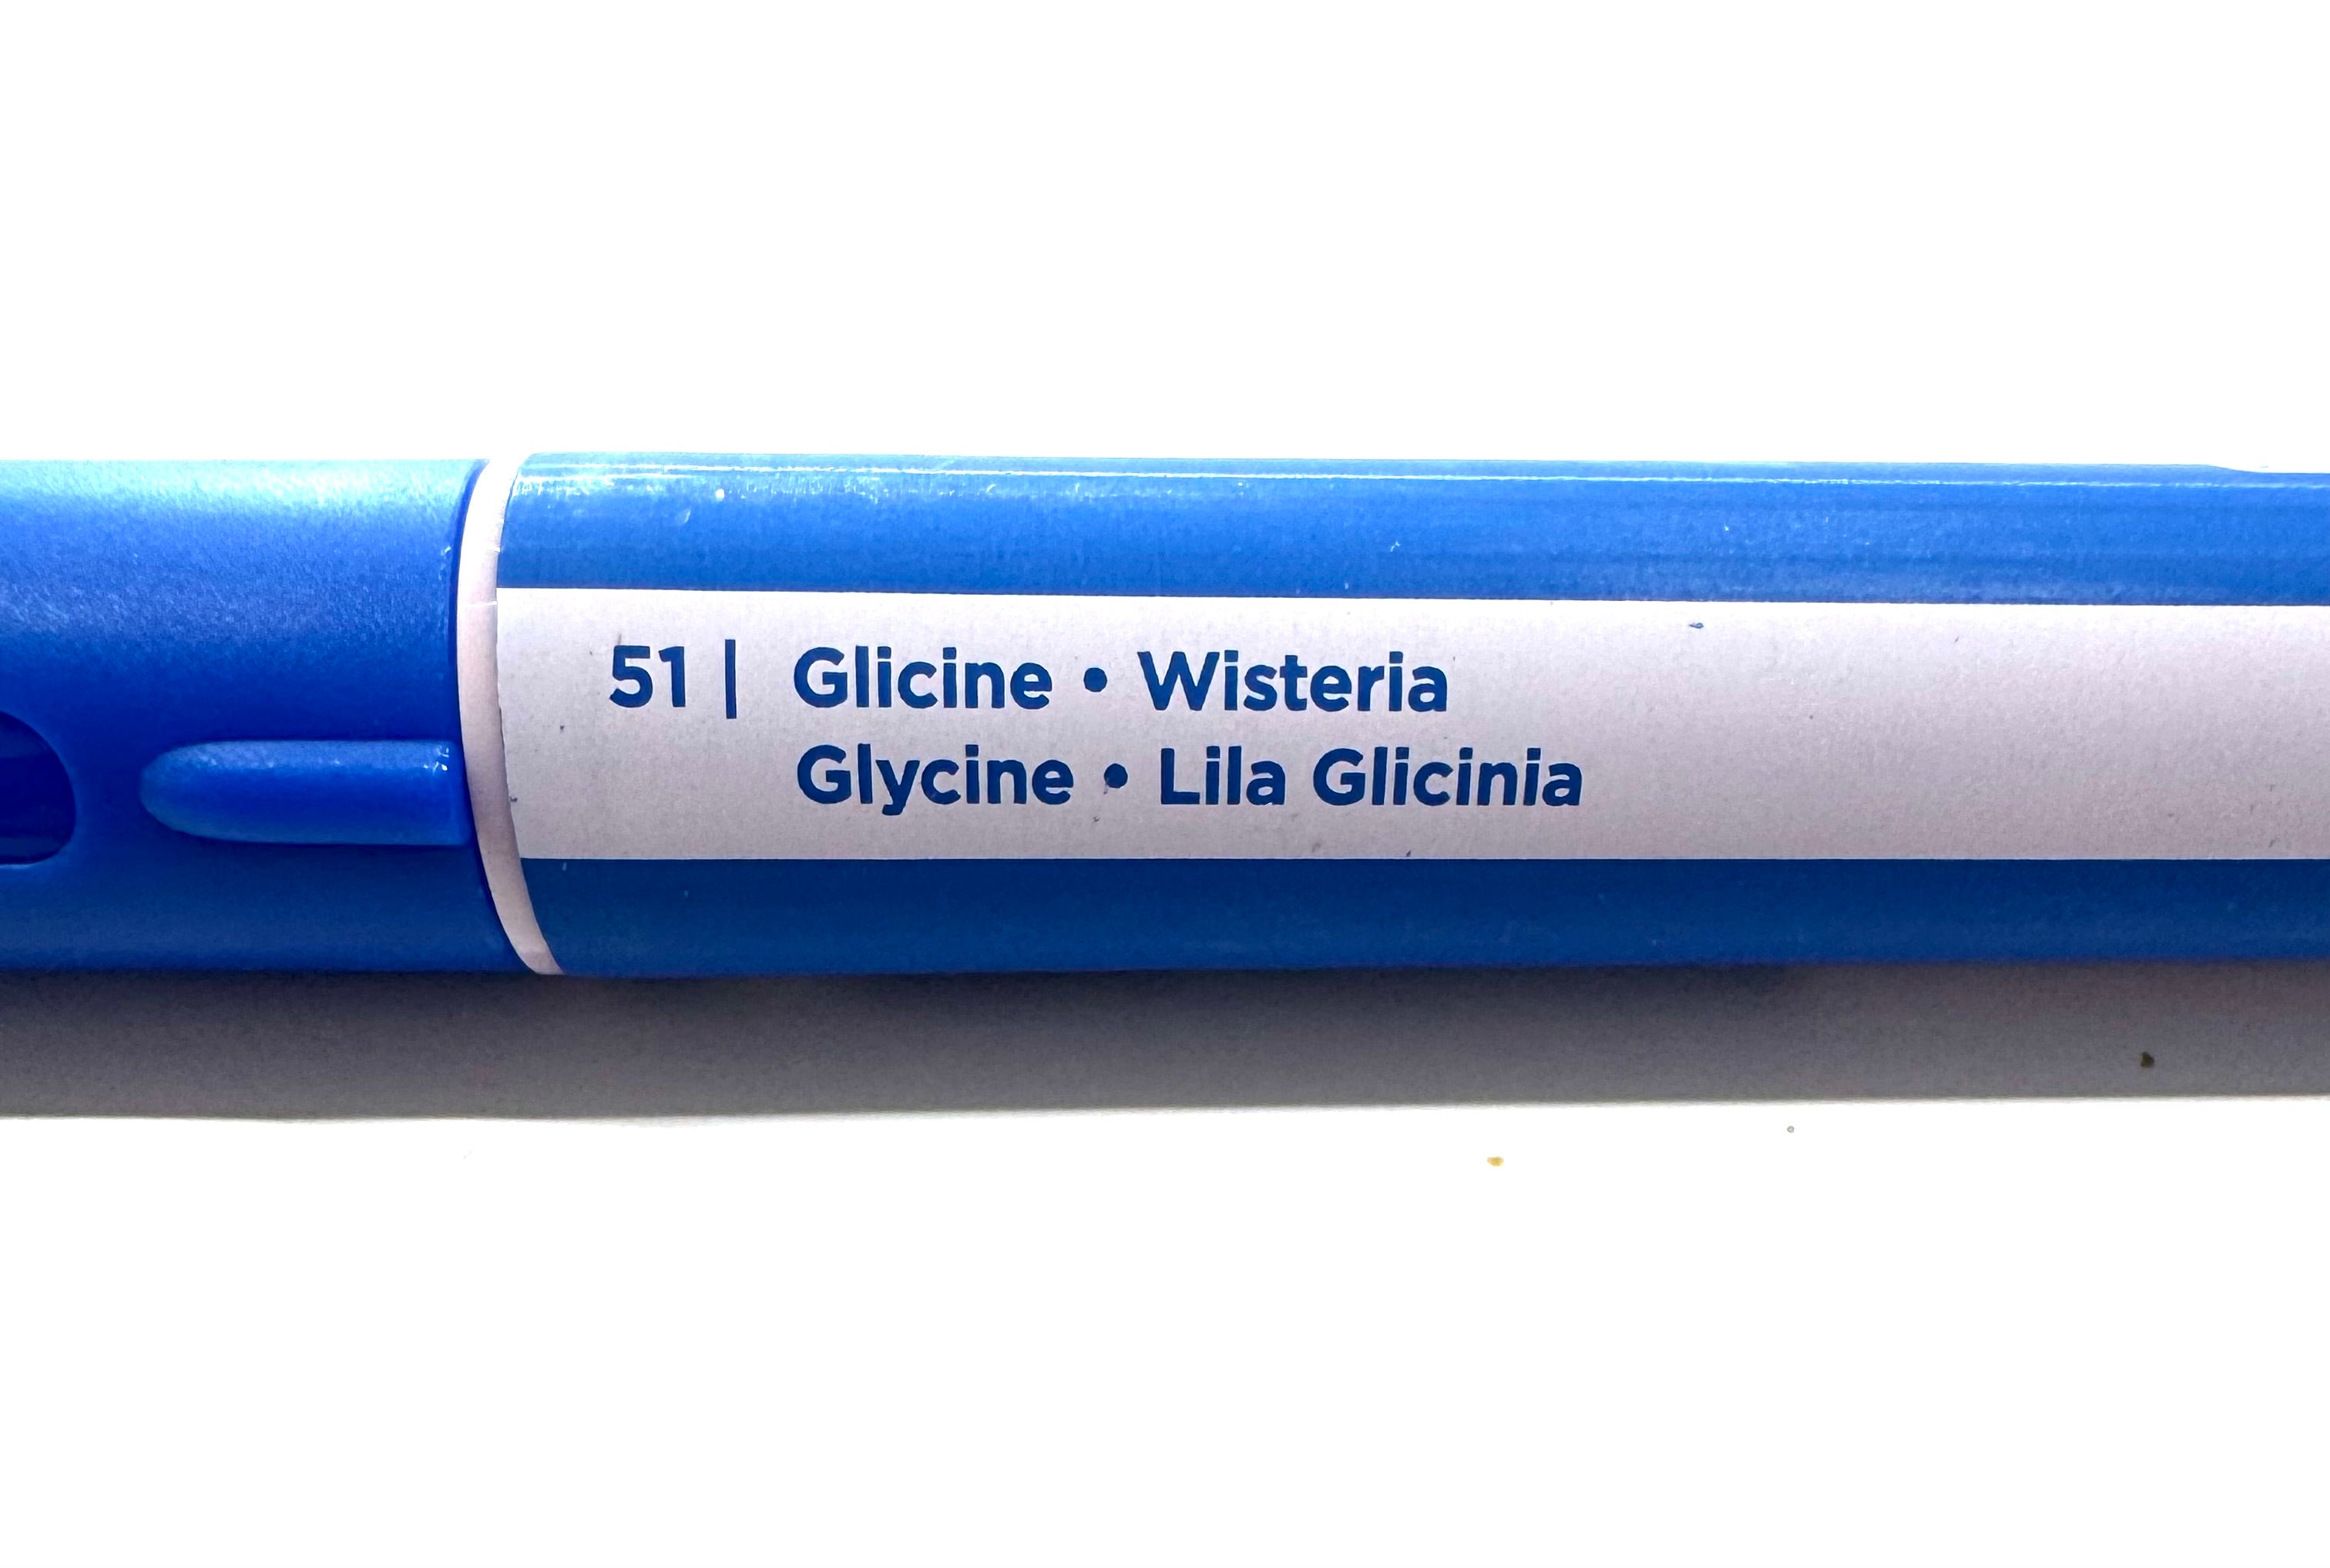 51 | Glicine • Wisteria
Glycine • Lila Glicinia